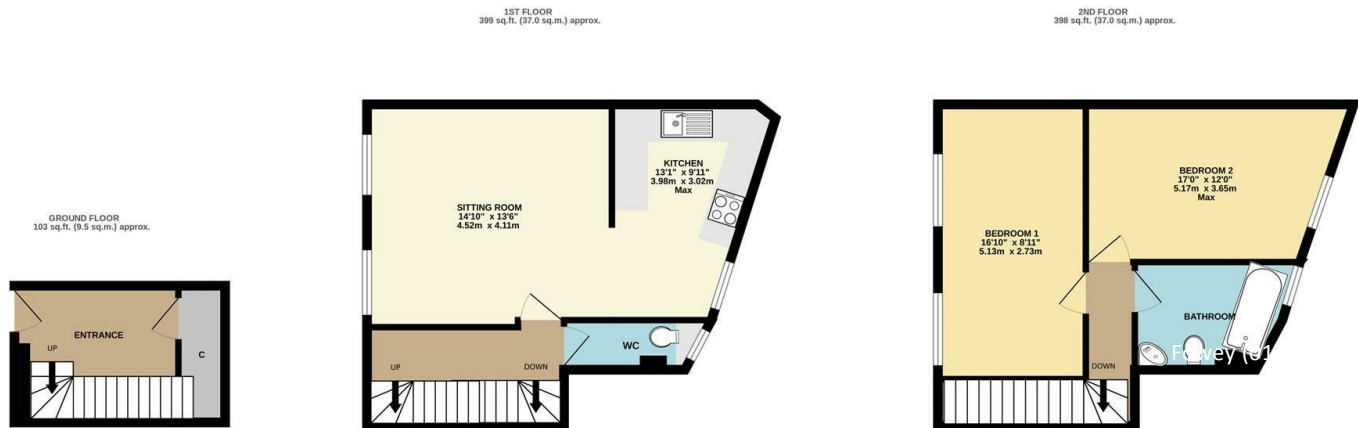 GROUND FLOOR
103 sq.ft. (9.5 sq.m.) approx.
ENTRANCE
UP
C
1ST FLOOR
399 sq.ft. (37.0 sq.m.) approx.
SITTING ROOM
14'10" x 13'6"
4.52m x 4.11m
KITCHEN
13'1" x 9'11"
3.98m x 3.02m
Max
WC
UP
DOWN
2ND FLOOR
398 sq.ft. (37.0 sq.m.) approx.
BEDROOM 1
16'10" x 8'11"
5.13m x 2.73m
BEDROOM 2
17'0" x 12'0"
5.17m x 3.65m
Max
BATHROOM
DOWN
Fowey (01